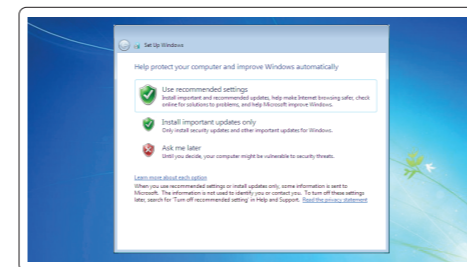 Set Up Windows
Help protect your computer and improve Windows automatically
Use recommended settings
Install important and recommended updates, help make Internet browsing safer, check
online for solutions to problems, and help Microsoft improve Windows.
Install important updates only
Only install security updates and other important updates for Windows.
Ask me later
Until you decide, your computer might be vulnerable to security threats.
Learn more about each option
When you use recommended settings or install updates only, some information is sent to
Microsoft. The information is not used to identify you or contact you. To turn off these settings
later, search for 'Turn off recommended setting' in Help and Support. Read the privacy statement